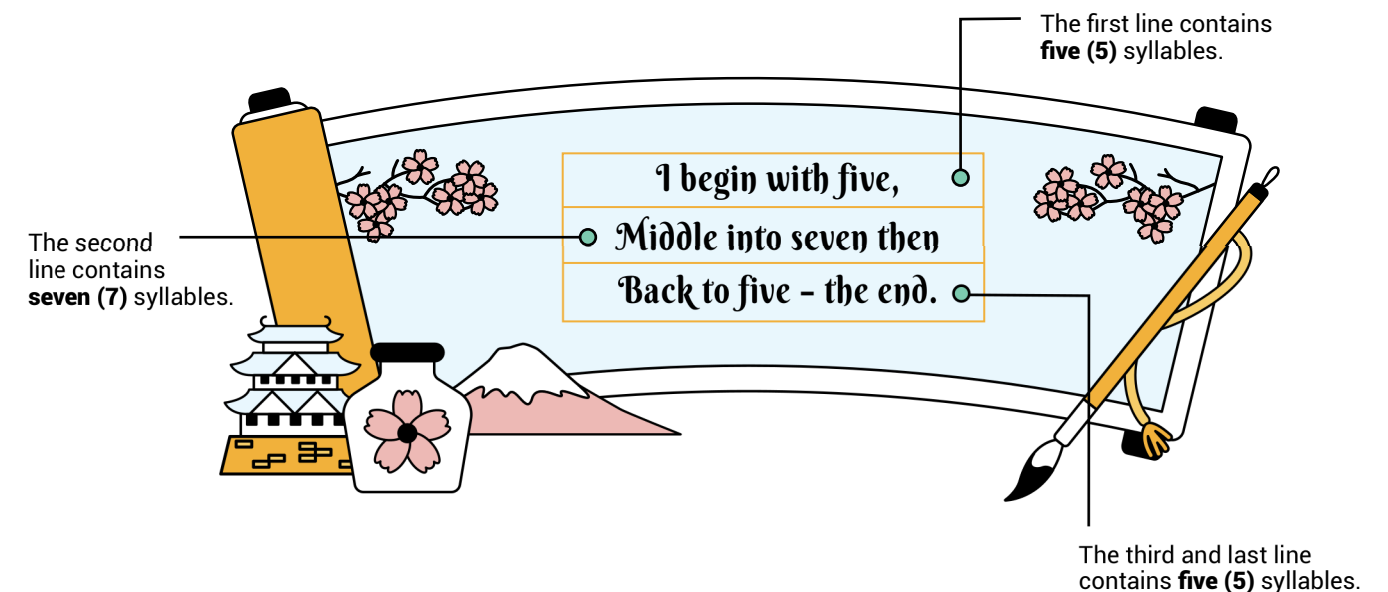 The first line contains
five (5) syllables.
I begin with five,
Middle into seven then
Back to five – the end.
The second
line contains
seven (7) syllables.
The third and last line
contains five (5) syllables.